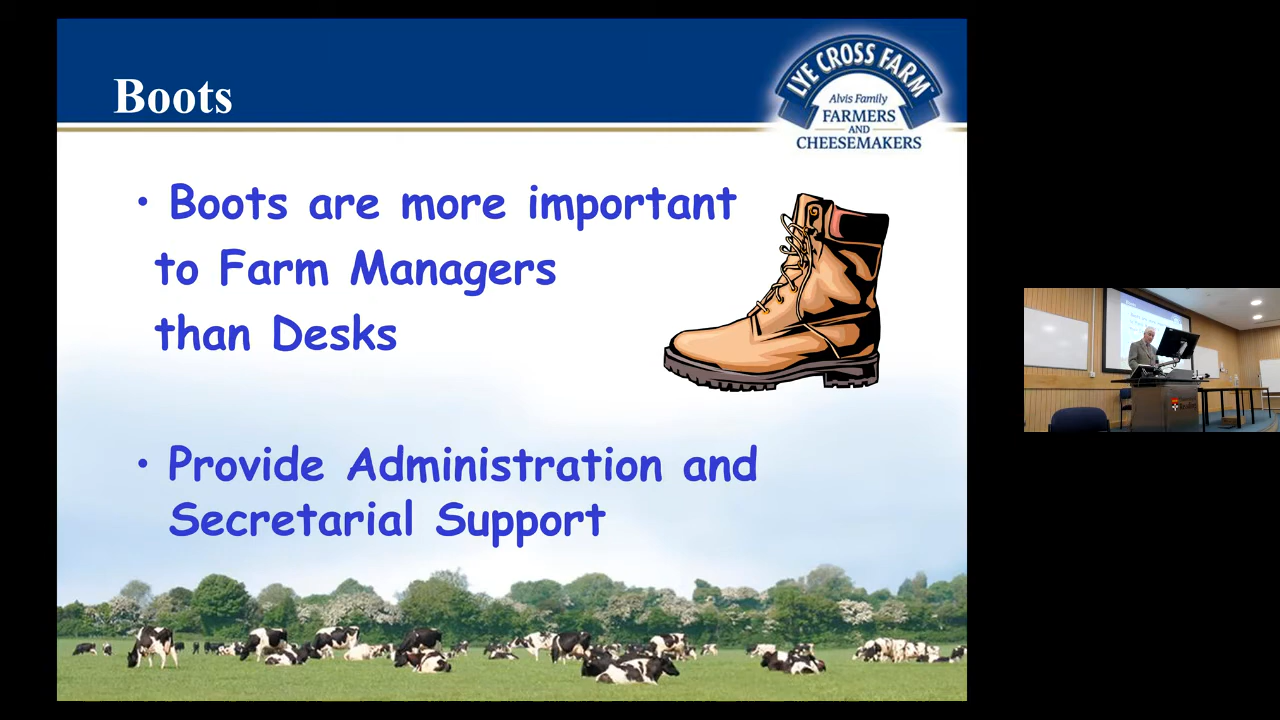 Boots
LYE CROSS FARM
Alvis Family
FARMERS
AND
CHEESEMAKERS
• Boots are more important
to Farm Managers
than Desks
• Provide Administration and
Secretarial Support